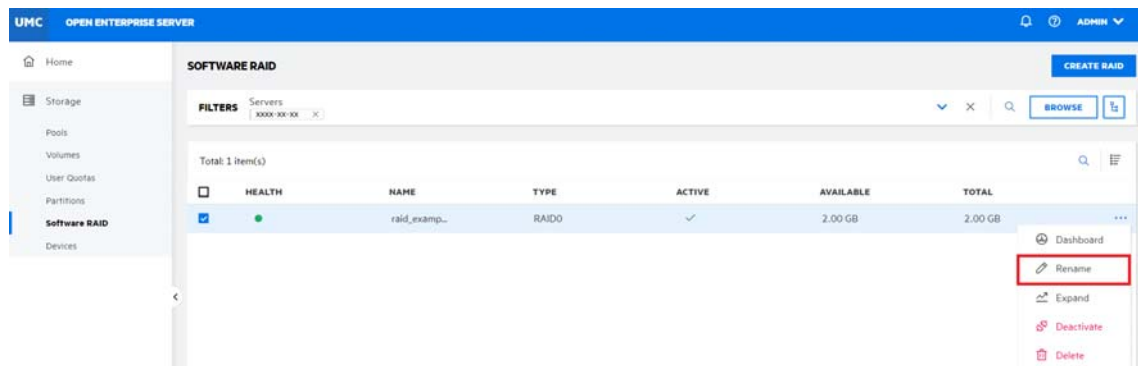 UMC OPEN ENTERPRISE SERVER ADMIN
Home
SOFTWARE RAID CREATE RAID
Storage
FILTERS Servers xxxx-xx-xx BROWSE
Pools
Volumes
User Quotas
Partitions
Software RAID
Devices
Total: 1 item(s)
HEALTH NAME TYPE ACTIVE AVAILABLE TOTAL
raid_examp... RAID0 2.00 GB 2.00 GB
Dashboard
Rename
Expand
Deactivate
Delete